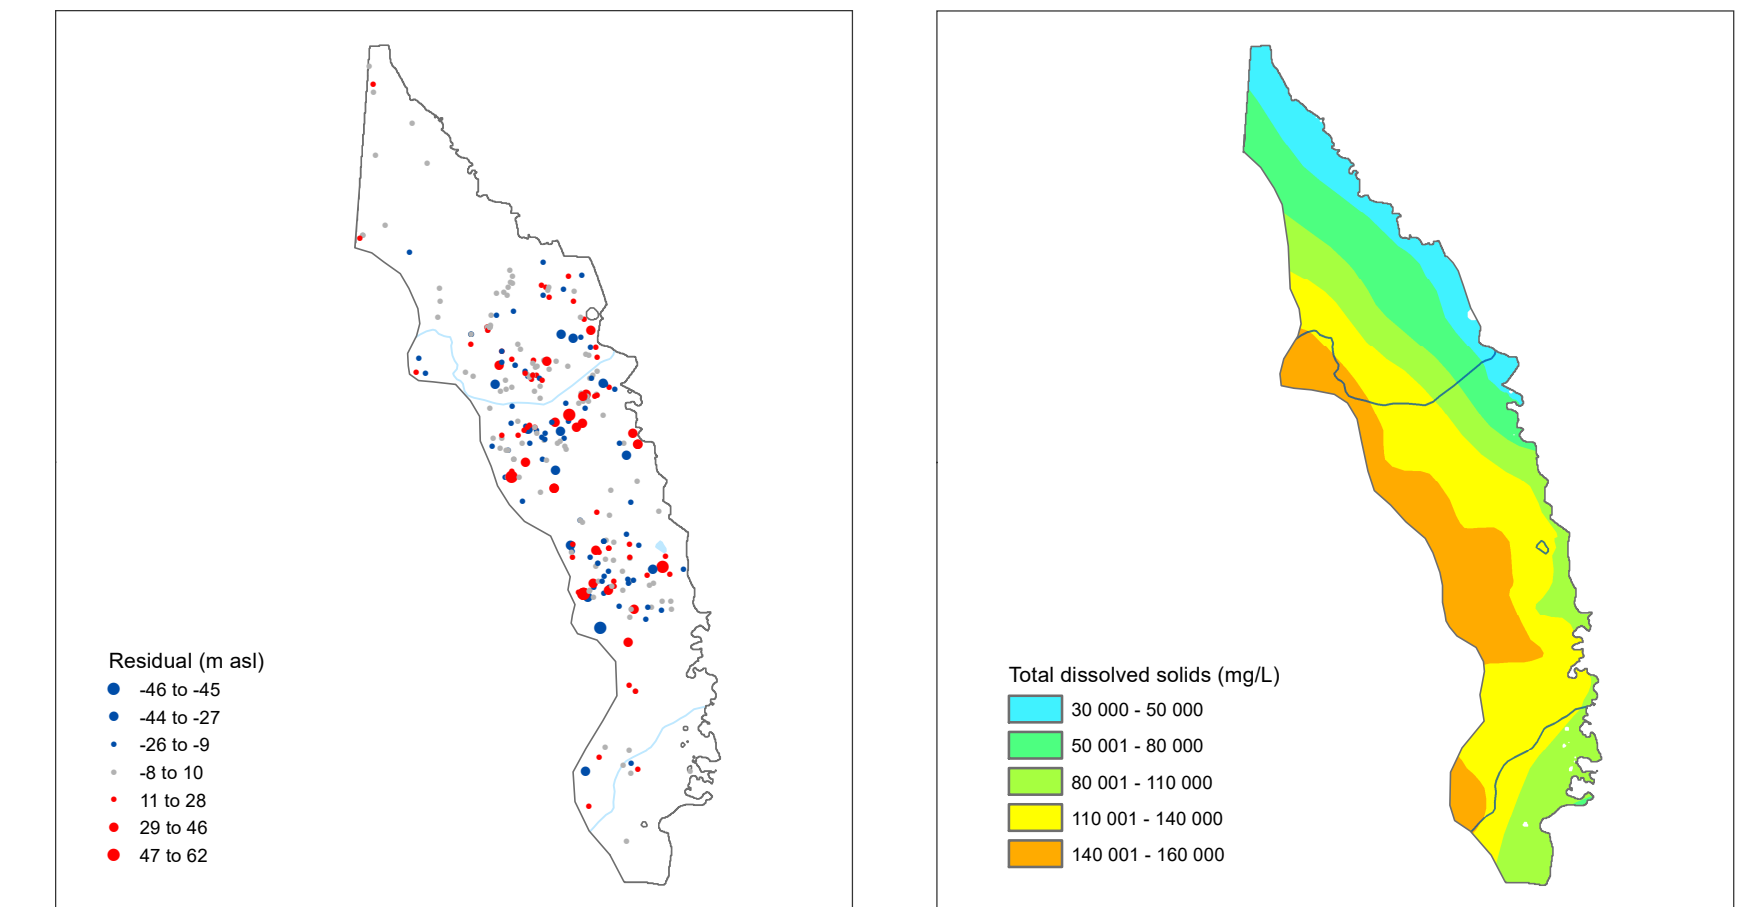 Residual (m asl)
-46 to -45
-44 to -27
-26 to -9
-8 to 10
11 to 28
29 to 46
47 to 62
Total dissolved solids (mg/L)
30 000 - 50 000
50 001 - 80 000
80 001 - 110 000
110 001 - 140 000
140 001 - 160 000